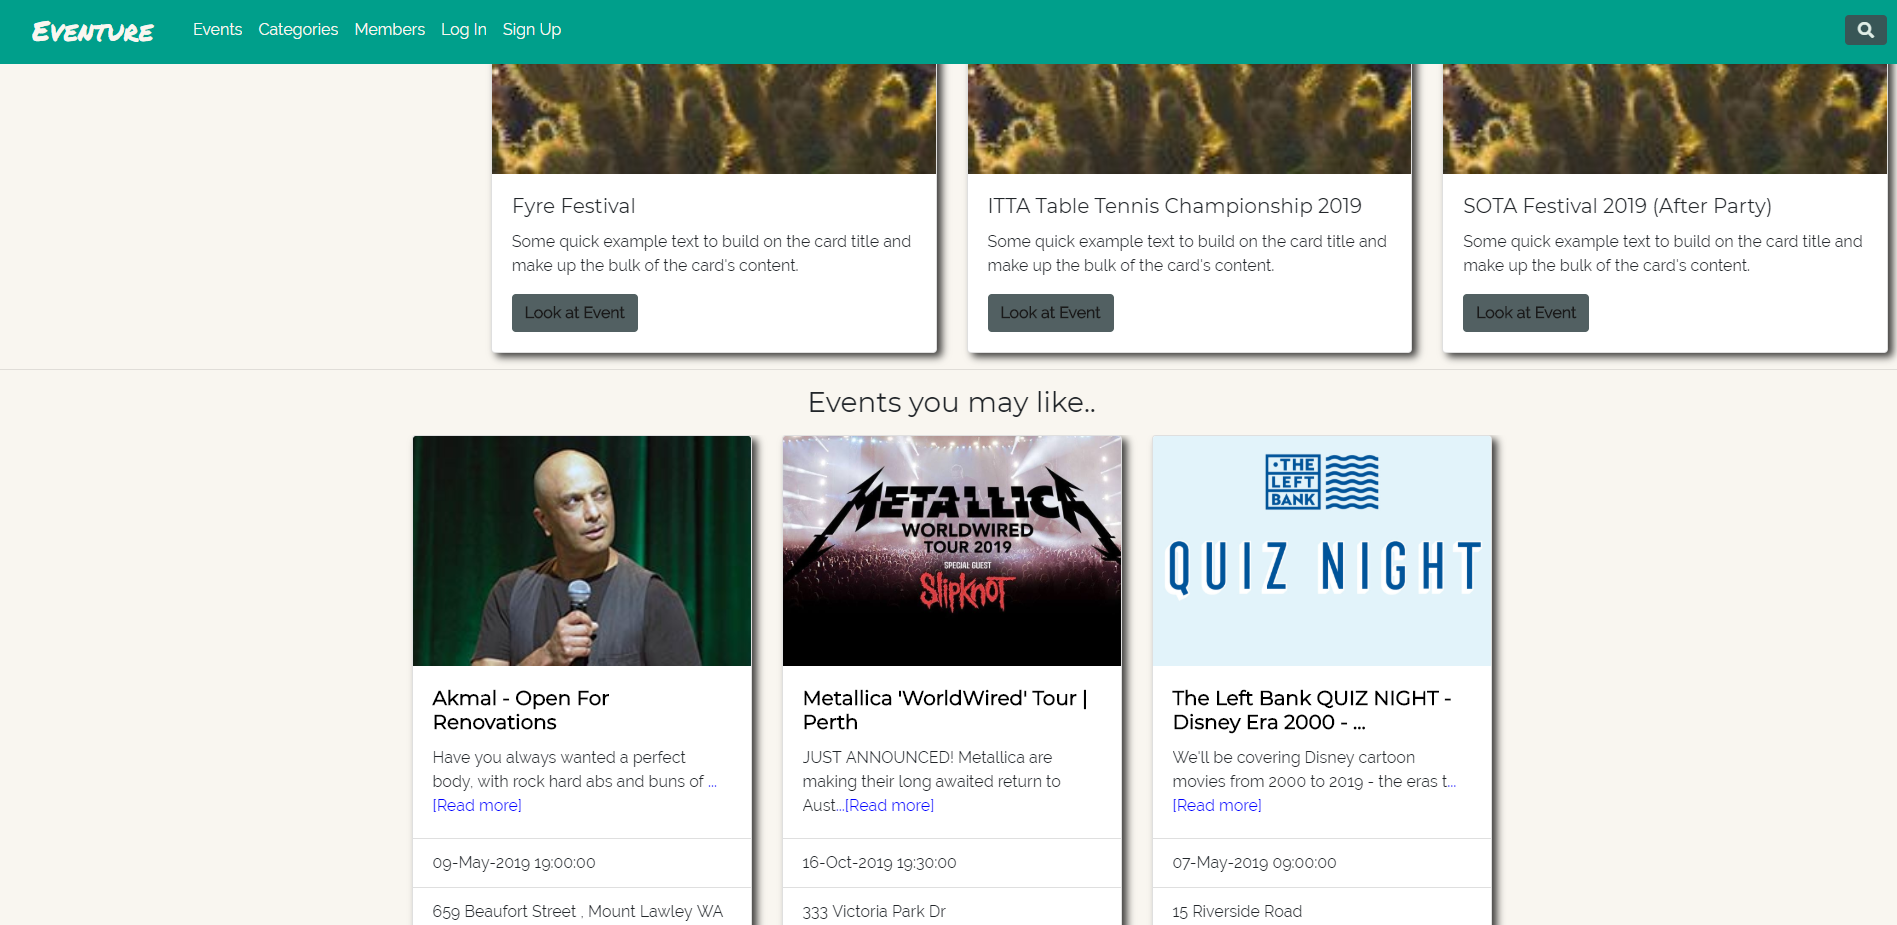 Eventure
Events Categories Members Log In Sign Up
Fyre Festival
Some quick example text to build on the card title and
make up the bulk of the card's content.
Look at Event
ITTA Table Tennis Championship 2019
Some quick example text to build on the card title and
make up the bulk of the card's content.
Look at Event
SOTA Festival 2019 (After Party)
Some quick example text to build on the card title and
make up the bulk of the card's content.
Look at Event
Events you may like..
Akmal - Open For
Renovations
Have you always wanted a perfect
body, with rock hard abs and buns of ...
[Read more]
09-May-2019 19:00:00
659 Beaufort Street , Mount Lawley WA
METALLICA
WORLDWIRED
TOUR 2019
SPECIAL GUEST
SLIPKNOT
Metallica 'WorldWired' Tour |
Perth
JUST ANNOUNCED! Metallica are
making their long awaited return to
Aust...[Read more]
16-Oct-2019 19:30:00
333 Victoria Park Dr
•THE
LEFT
BANK
QUIZ NIGHT
The Left Bank QUIZ NIGHT -
Disney Era 2000 - ...
We'll be covering Disney cartoon
movies from 2000 to 2019 - the eras t...
[Read more]
07-May-2019 09:00:00
15 Riverside Road